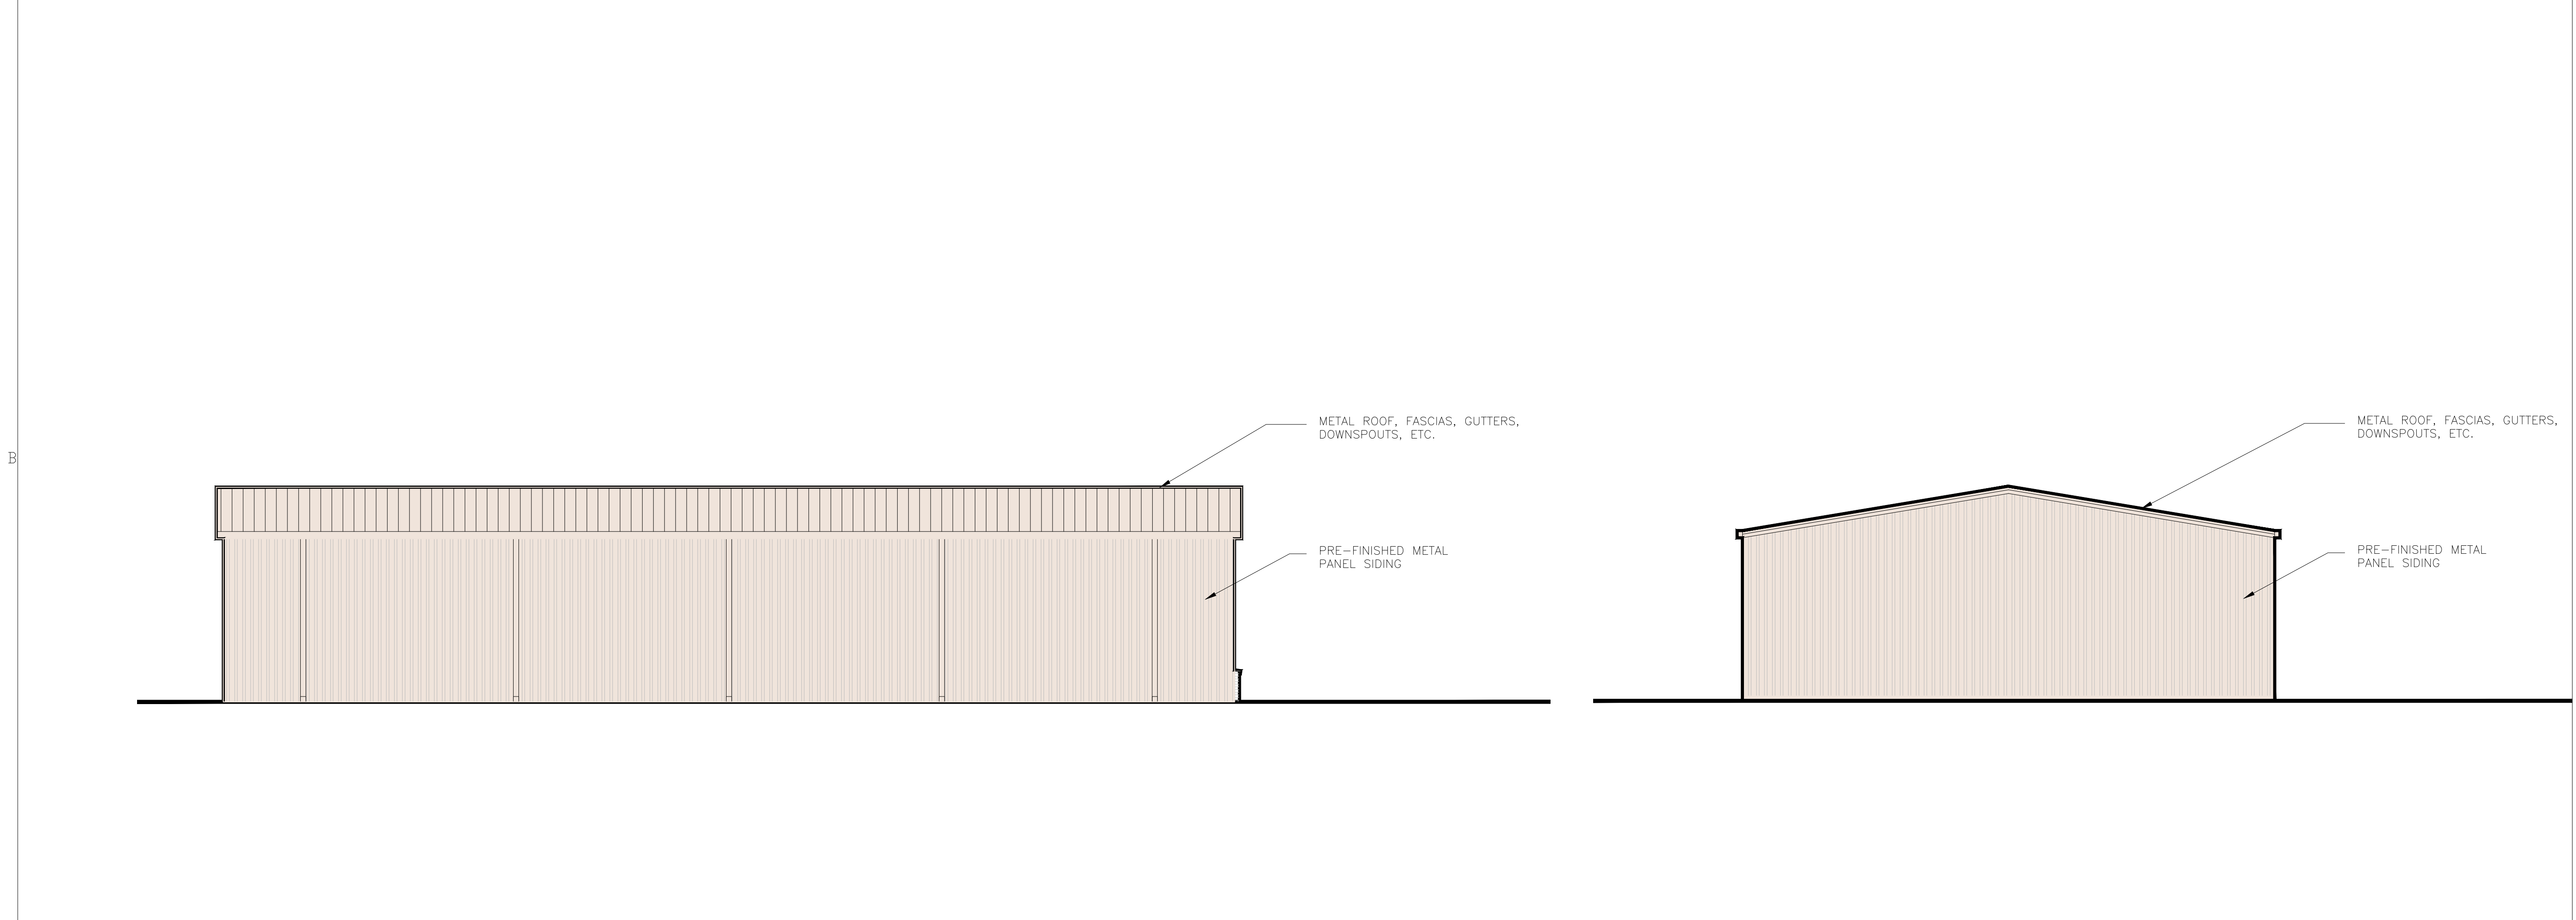 METAL ROOF, FASCIAS, GUTTERS,
DOWNSPOUTS, ETC.
PRE-FINISHED METAL
PANEL SIDING
METAL ROOF, FASCIAS, GUTTERS,
DOWNSPOUTS, ETC.
PRE-FINISHED METAL
PANEL SIDING
B